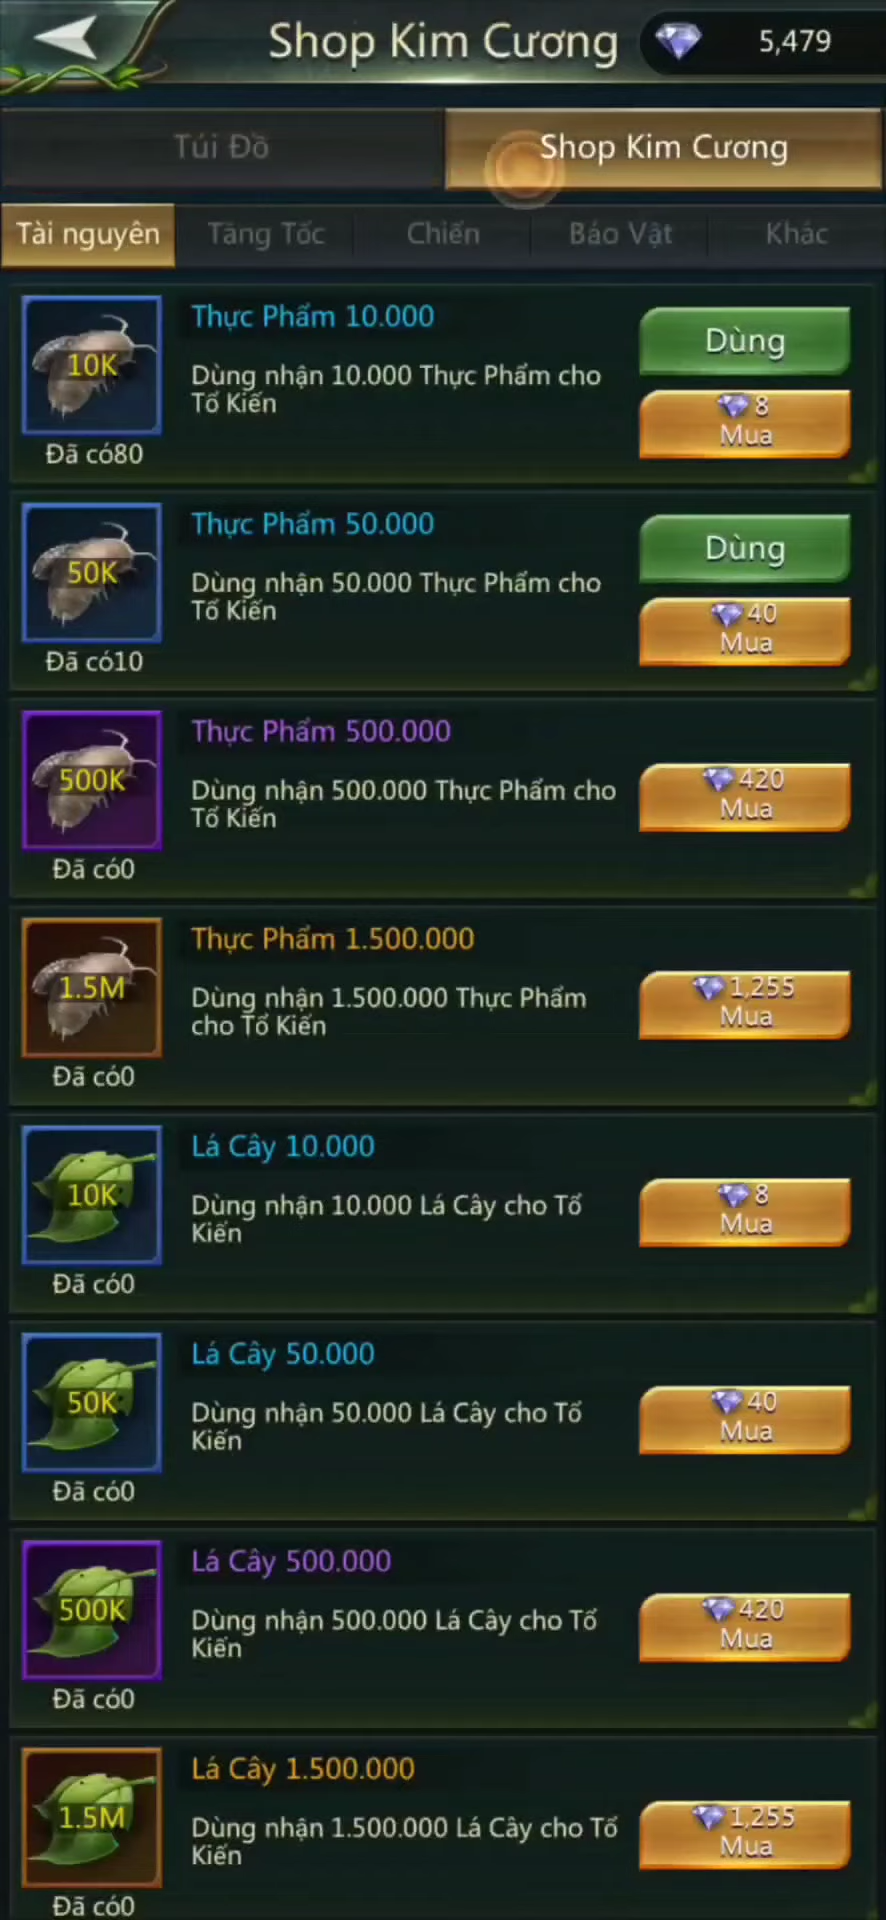 Shop Kim Cương
5,479
Túi Đồ
Shop Kim Cương
Tài nguyên
Tăng Tốc
Chiến
Báo Vật
Khác
Thực Phẩm 10.000
10K
Dùng nhận 10.000 Thực Phẩm cho
Tổ Kiến
Đã có80
Dùng
8
Mua
Thực Phẩm 50.000
50K
Dùng nhận 50.000 Thực Phẩm cho
Tổ Kiến
Đã có10
Dùng
40
Mua
Thực Phẩm 500.000
500K
Dùng nhận 500.000 Thực Phẩm cho
Tổ Kiến
Đã có0
420
Mua
Thực Phẩm 1.500.000
1.5M
Dùng nhận 1.500.000 Thực Phẩm
cho Tổ Kiến
Đã có0
1,255
Mua
Lá Cây 10.000
10K
Dùng nhận 10.000 Lá Cây cho Tổ
Kiến
Đã có0
8
Mua
Lá Cây 50.000
50K
Dùng nhận 50.000 Lá Cây cho Tổ
Kiến
Đã có0
40
Mua
Lá Cây 500.000
500K
Dùng nhận 500.000 Lá Cây cho Tổ
Kiến
Đã có0
420
Mua
Lá Cây 1.500.000
1.5M
Dùng nhận 1.500.000 Lá Cây cho Tổ
Kiến
Đã có0
1,255
Mua